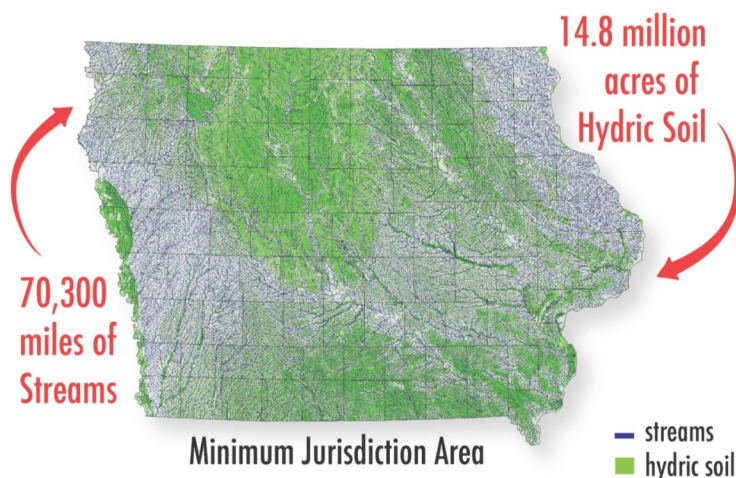 14.8 million
acres of
Hydric Soil
70,300
miles of
Streams
Minimum Jurisdiction Area
streams
hydric soil